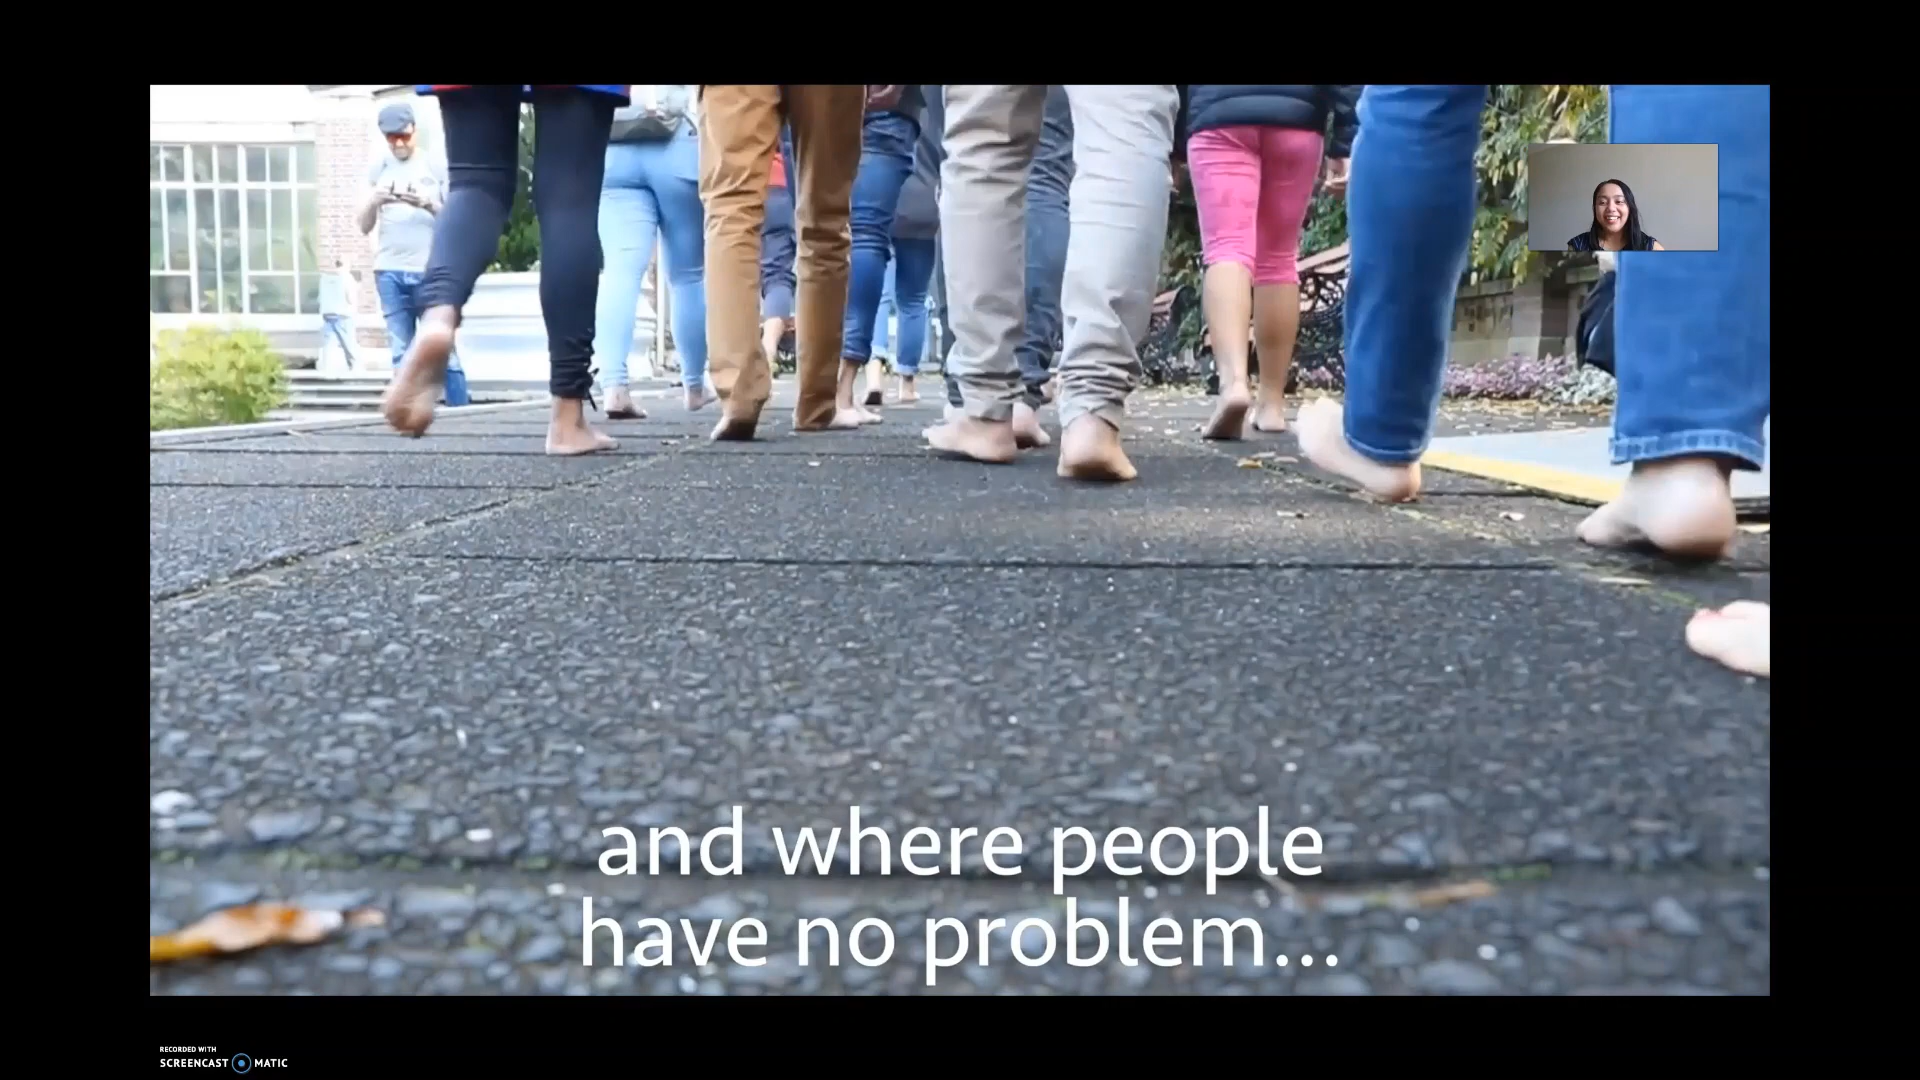 and where people
have no problem...
RECORDED WITH
SCREENCAST MATIC